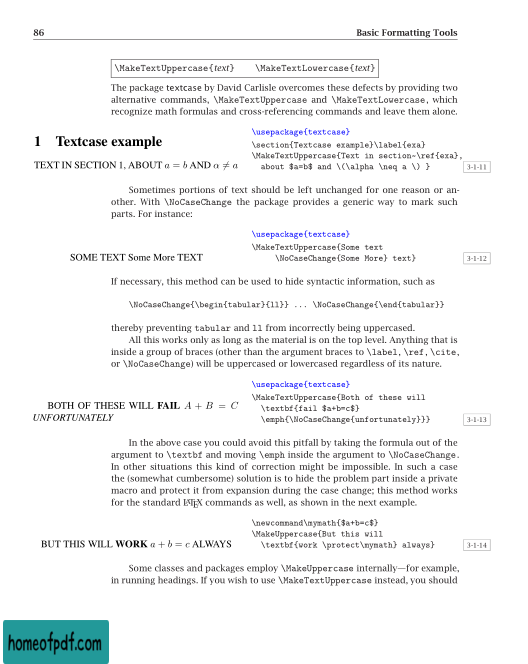 86 Basic Formatting Tools
\MakeTextUppercase{text} \MakeTextLowercase{text}
The package textcase by David Carlisle overcomes these defects by providing two
alternative commands, \MakeTextUppercase and \MakeTextLowercase, which
recognize math formulas and cross-referencing commands and leave them alone.
1 Textcase example
TEXT IN SECTION 1, ABOUT a = b AND α ≠ a
\usepackage{textcase}
\section{Textcase example}\label{exa}
\MakeTextUppercase{Text in section~\ref{exa},
about $a=b$ and \(\alpha \neq a \) }
3-1-11
Sometimes portions of text should be left unchanged for one reason or an-
other. With \NoCaseChange the package provides a generic way to mark such
parts. For instance:
SOME TEXT Some More TEXT
\usepackage{textcase}
\MakeTextUppercase{Some text
\NoCaseChange{Some More} text}
3-1-12
If necessary, this method can be used to hide syntactic information, such as
\NoCaseChange{\begin{tabular}{ll}} ... \NoCaseChange{\end{tabular}}
thereby preventing tabular and ll from incorrectly being uppercased.
All this works only as long as the material is on the top level. Anything that is
inside a group of braces (other than the argument braces to \label, \ref, \cite,
or \NoCaseChange) will be uppercased or lowercased regardless of its nature.
BOTH OF THESE WILL FAIL A + B = C
UNFORTUNATELY
\usepackage{textcase}
\MakeTextUppercase{Both of these will
\textbf{fail $a+b=c$}
\emph{\NoCaseChange{unfortunately}}}
3-1-13
In the above case you could avoid this pitfall by taking the formula out of the
argument to \textbf and moving \emph inside the argument to \NoCaseChange.
In other situations this kind of correction might be impossible. In such a case
the (somewhat cumbersome) solution is to hide the problem part inside a private
macro and protect it from expansion during the case change; this method works
for the standard LATEX commands as well, as shown in the next example.
BUT THIS WILL WORK a + b = c ALWAYS
\newcommand\mymath{$a+b=c$}
\MakeUppercase{But this will
\textbf{work \protect\mymath} always}
3-1-14
Some classes and packages employ \MakeUppercase internally—for example,
in running headings. If you wish to use \MakeTextUppercase instead, you should
homeofpdf.com